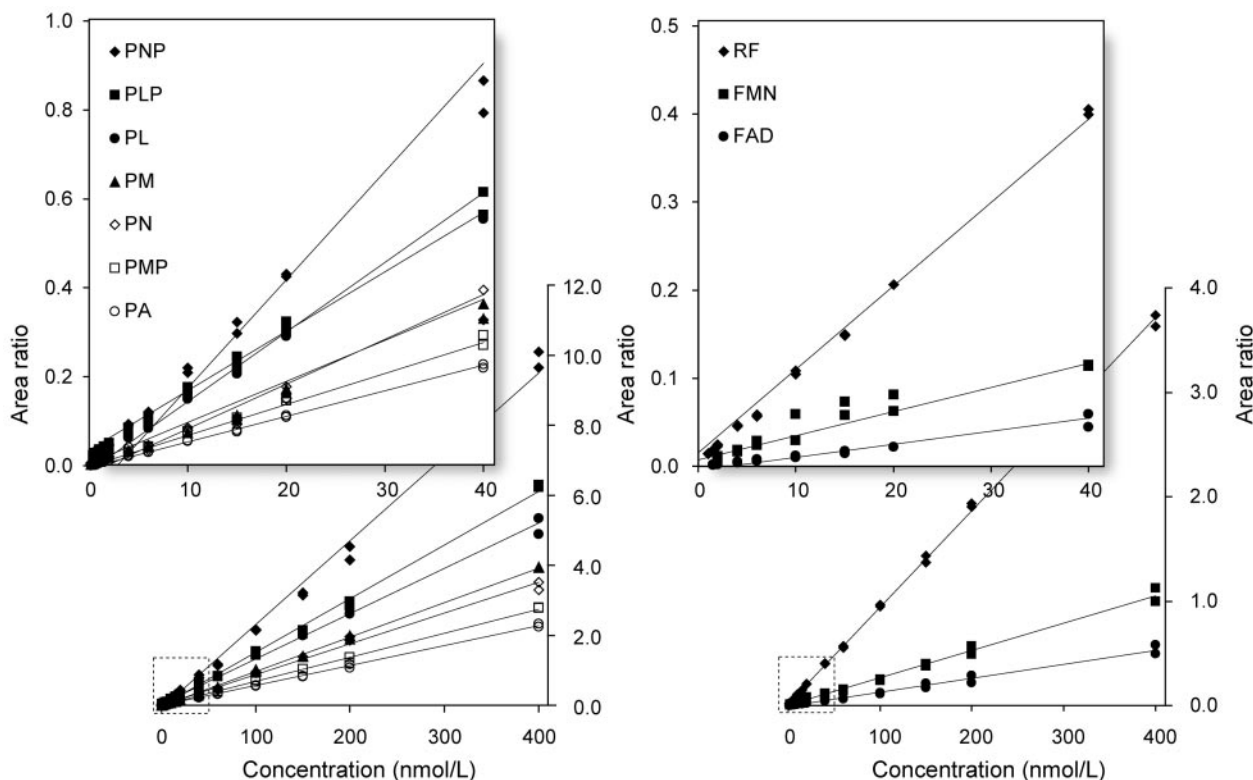 1.0
0.8
0.6
0.4
0.2
0.0
Area ratio
PNP
PLP
PL
PM
PN
PMP
PA
0 20 40
12.0
10.0
8.0
6.0
4.0
2.0
0.0
Area ratio
0 100 200 300 400
Concentration (nmol/L)
0.5
0.4
0.3
0.2
0.1
0.0
Area ratio
RF
FMN
FAD
0 10 20 30 40
4.0
3.0
2.0
1.0
0.0
Area ratio
0 100 200 300 400
Concentration (nmol/L)